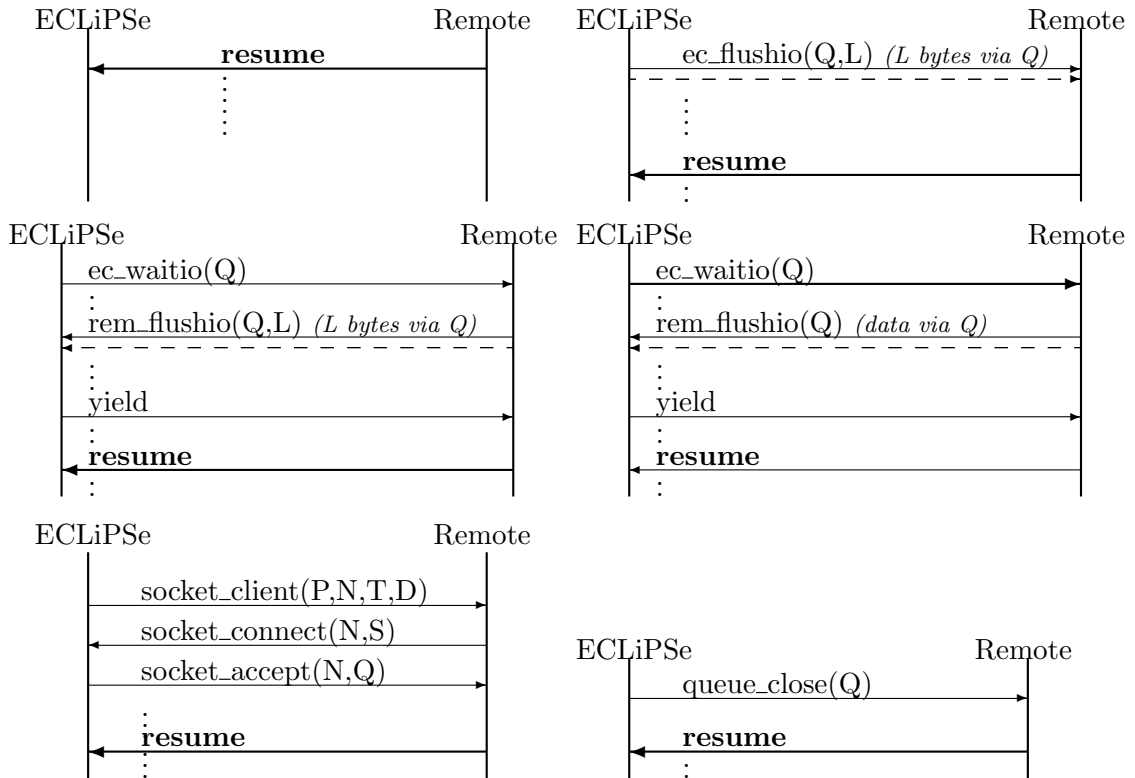 ECLiPSe Remote
resume
ECLiPSe Remote
ec_flushio(Q,L) (L bytes via Q)
resume
ECLiPSe Remote
ec_waitio(Q)
rem_flushio(Q,L) (L bytes via Q)
yield
resume
ECLiPSe Remote
ec_waitio(Q)
rem_flushio(Q) (data via Q)
yield
resume
ECLiPSe Remote
socket_client(P,N,T,D)
socket_connect(N,S)
socket_accept(N,Q)
resume
ECLiPSe Remote
queue_close(Q)
resume